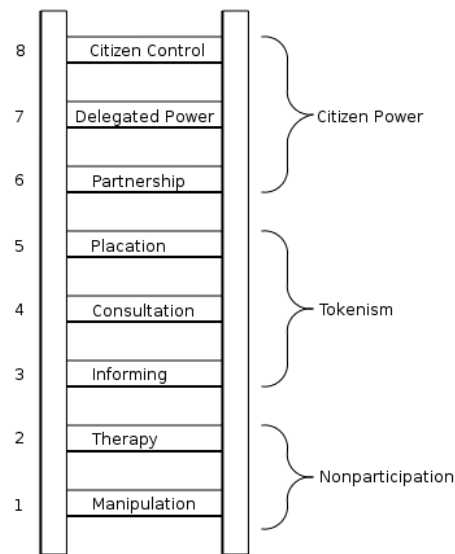 8 Citizen Control
7 Delegated Power
Citizen Power
6 Partnership
5 Placation
4 Consultation
Tokenism
3 Informing
2 Therapy
Nonparticipation
1 Manipulation